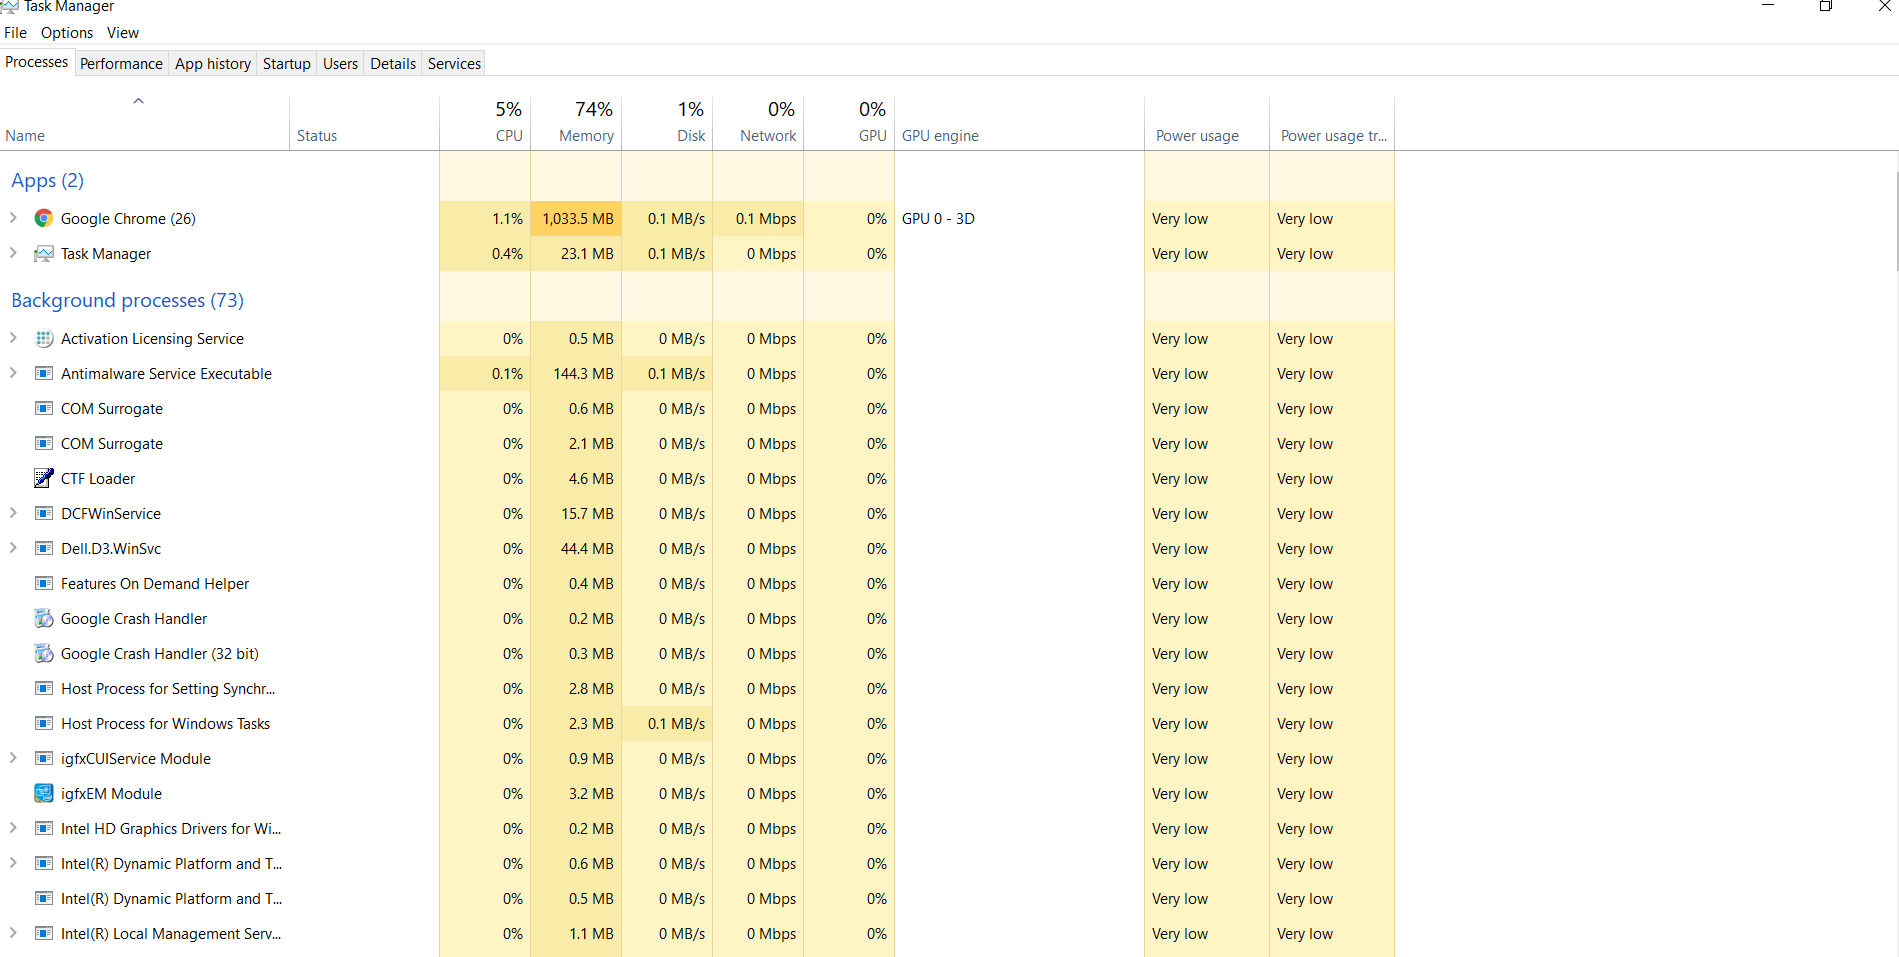 Task Manager
File Options View
Processes Performance App history Startup Users Details Services
5% 74% 1% 0% 0%
Name Status CPU Memory Disk Network GPU GPU engine Power usage Power usage tr...
Apps (2)
Google Chrome (26) 1.1% 1,033.5 MB 0.1 MB/s 0.1 Mbps 0% GPU 0 - 3D Very low Very low
Task Manager 0.4% 23.1 MB 0.1 MB/s 0 Mbps 0% Very low Very low
Background processes (73)
Activation Licensing Service 0% 0.5 MB 0 MB/s 0 Mbps 0% Very low Very low
Antimalware Service Executable 0.1% 144.3 MB 0.1 MB/s 0 Mbps 0% Very low Very low
COM Surrogate 0% 0.6 MB 0 MB/s 0 Mbps 0% Very low Very low
COM Surrogate 0% 2.1 MB 0 MB/s 0 Mbps 0% Very low Very low
CTF Loader 0% 4.6 MB 0 MB/s 0 Mbps 0% Very low Very low
DCFWinService 0% 15.7 MB 0 MB/s 0 Mbps 0% Very low Very low
Dell.D3.WinSvc 0% 44.4 MB 0 MB/s 0 Mbps 0% Very low Very low
Features On Demand Helper 0% 0.4 MB 0 MB/s 0 Mbps 0% Very low Very low
Google Crash Handler 0% 0.2 MB 0 MB/s 0 Mbps 0% Very low Very low
Google Crash Handler (32 bit) 0% 0.3 MB 0 MB/s 0 Mbps 0% Very low Very low
Host Process for Setting Synchr... 0% 2.8 MB 0 MB/s 0 Mbps 0% Very low Very low
Host Process for Windows Tasks 0% 2.3 MB 0.1 MB/s 0 Mbps 0% Very low Very low
igfxCUIService Module 0% 0.9 MB 0 MB/s 0 Mbps 0% Very low Very low
igfxEM Module 0% 3.2 MB 0 MB/s 0 Mbps 0% Very low Very low
Intel HD Graphics Drivers for Wi... 0% 0.2 MB 0 MB/s 0 Mbps 0% Very low Very low
Intel(R) Dynamic Platform and T... 0% 0.6 MB 0 MB/s 0 Mbps 0% Very low Very low
Intel(R) Dynamic Platform and T... 0% 0.5 MB 0 MB/s 0 Mbps 0% Very low Very low
Intel(R) Local Management Serv... 0% 1.1 MB 0 MB/s 0 Mbps 0% Very low Very low